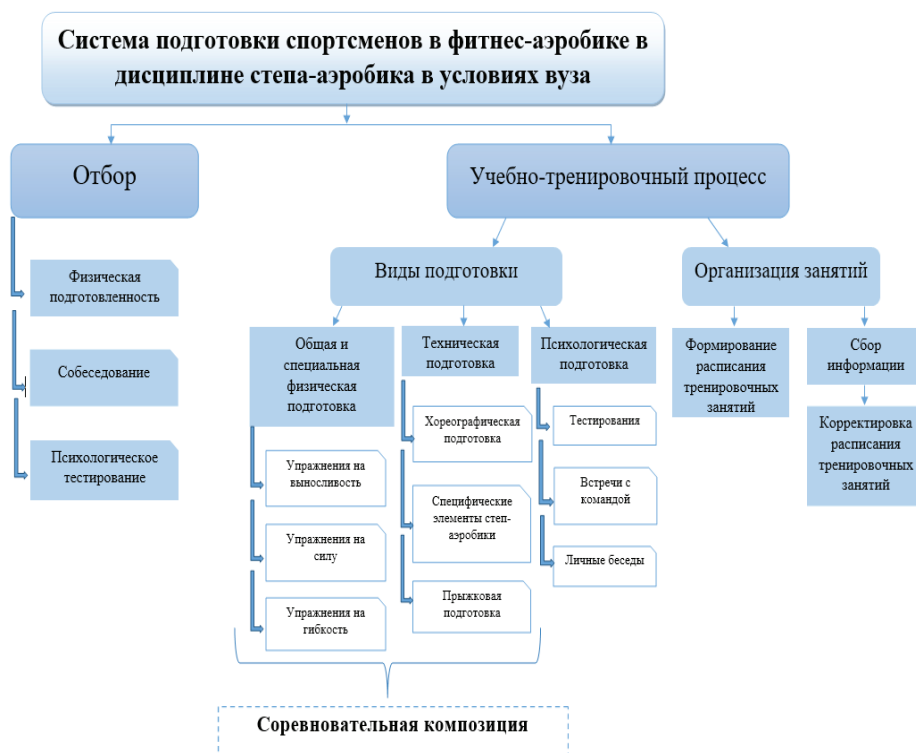 Система подготовки спортсменов в фитнес-аэробике в
дисциплине степа-аэробика в условиях вуза
Отбор
Учебно-тренировочный процесс
Физическая
подготовленность
Собеседование
Психологическое
тестирование
Виды подготовки
Организация занятий
Общая и
специальная
физическая
подготовка
Упражнения на
выносливость
Упражнения на
силу
Упражнения на
гибкость
Техническая
подготовка
Хореографическая
подготовка
Специфические
элементы степ-
аэробики
Прыжковая
подготовка
Психологическая
подготовка
Тестирования
Встречи с
командой
Личные беседы
Формирование
расписания
тренировочных
занятий
Сбор
информации
Корректировка
расписания
тренировочных
занятий
Соревновательная композиция